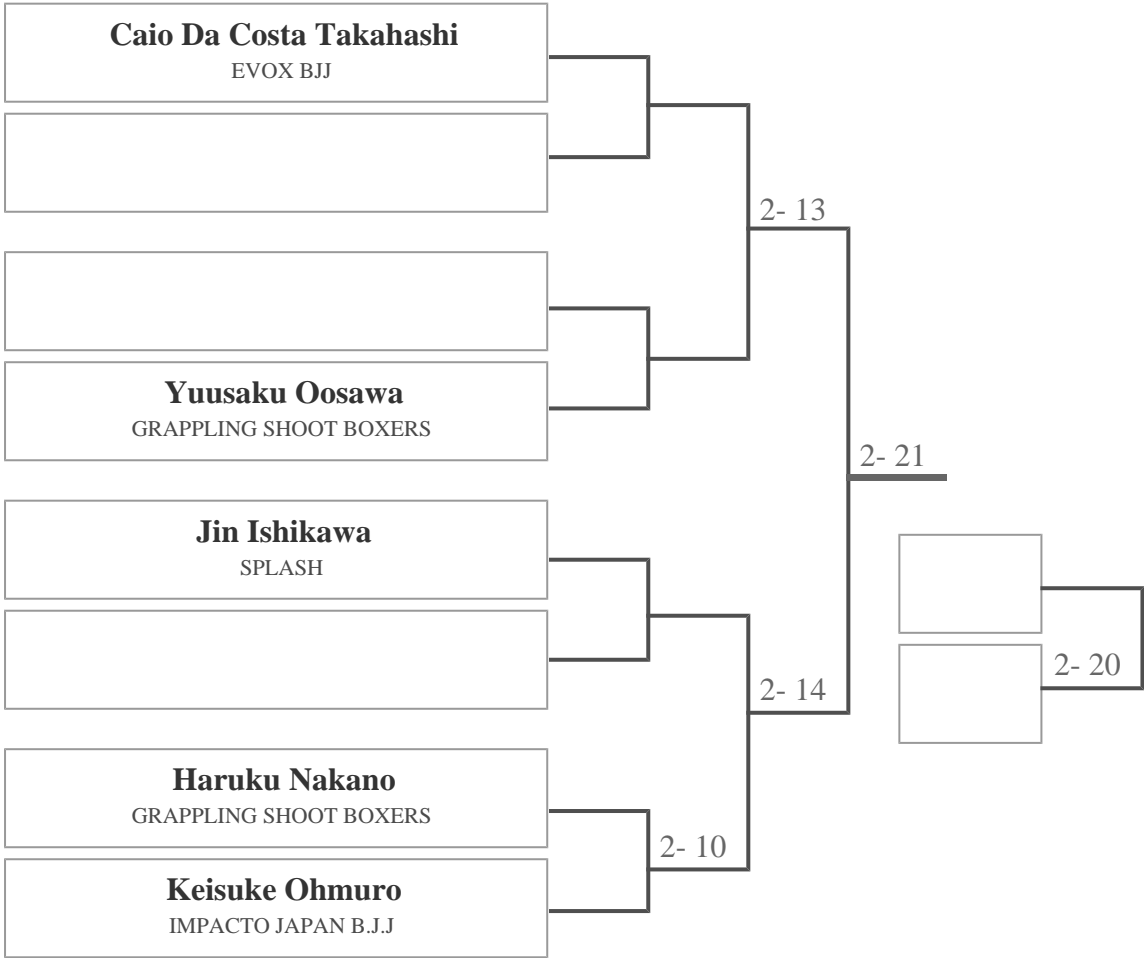 Caio Da Costa Takahashi
EVOX BJJ
2- 13
Yuusaku Oosawa
GRAPPLING SHOOT BOXERS
2- 21
Jin Ishikawa
SPLASH
2- 20
2- 14
Haruku Nakano
GRAPPLING SHOOT BOXERS
2- 10
Keisuke Ohmuro
IMPACTO JAPAN B.J.J